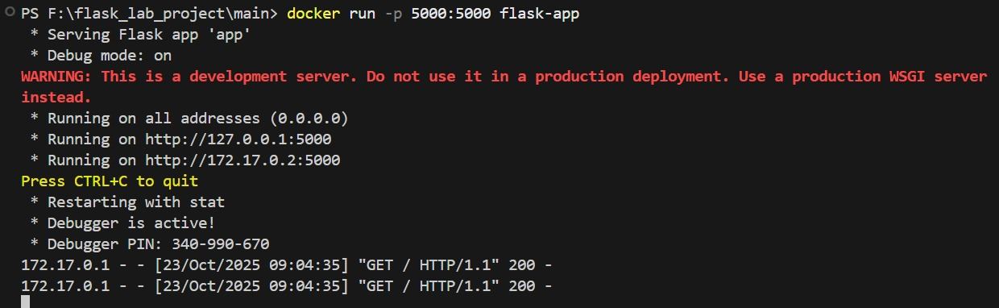 PS F:\flask_lab_project\main> docker run -p 5000:5000 flask-app
 * Serving Flask app 'app'
 * Debug mode: on
WARNING: This is a development server. Do not use it in a production deployment. Use a production WSGI server
instead.
 * Running on all addresses (0.0.0.0)
 * Running on http://127.0.0.1:5000
 * Running on http://172.17.0.2:5000
Press CTRL+C to quit
 * Restarting with stat
 * Debugger is active!
 * Debugger PIN: 340-990-670
172.17.0.1 - - [23/Oct/2025 09:04:35] "GET / HTTP/1.1" 200 -
172.17.0.1 - - [23/Oct/2025 09:04:35] "GET / HTTP/1.1" 200 -